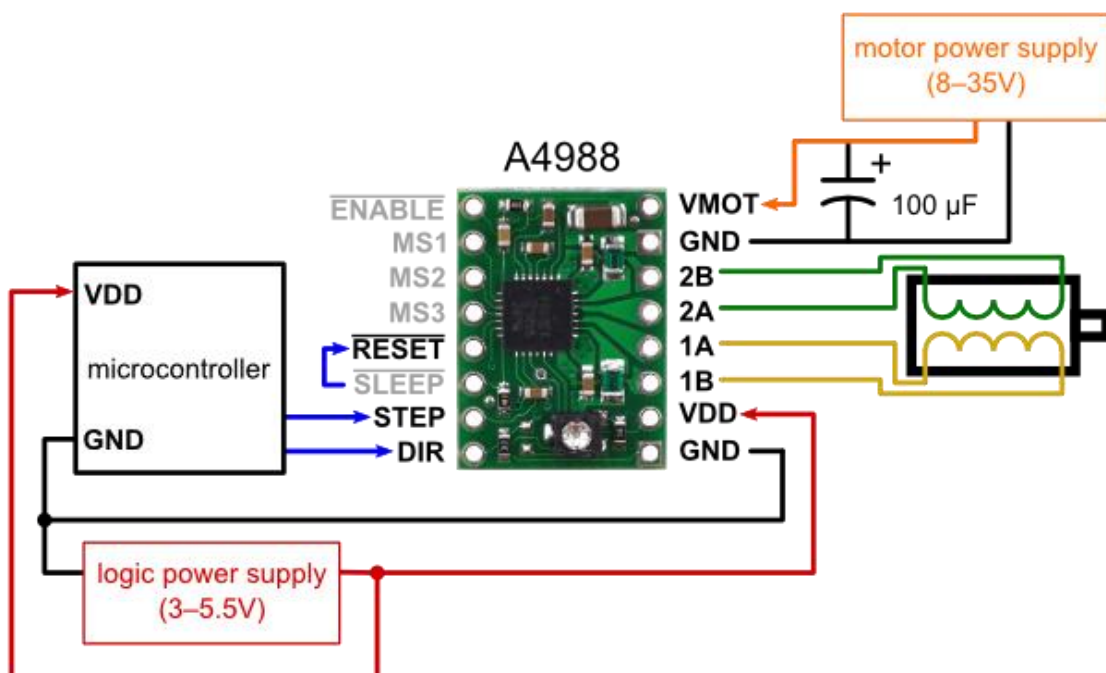 motor power supply
(8–35V)
A4988
ENABLE
MS1
MS2
MS3
RESET
SLEEP
STEP
DIR
VMOT
GND
2B
2A
1A
1B
VDD
GND
+
100 µF
VDD
microcontroller
GND
logic power supply
(3–5.5V)